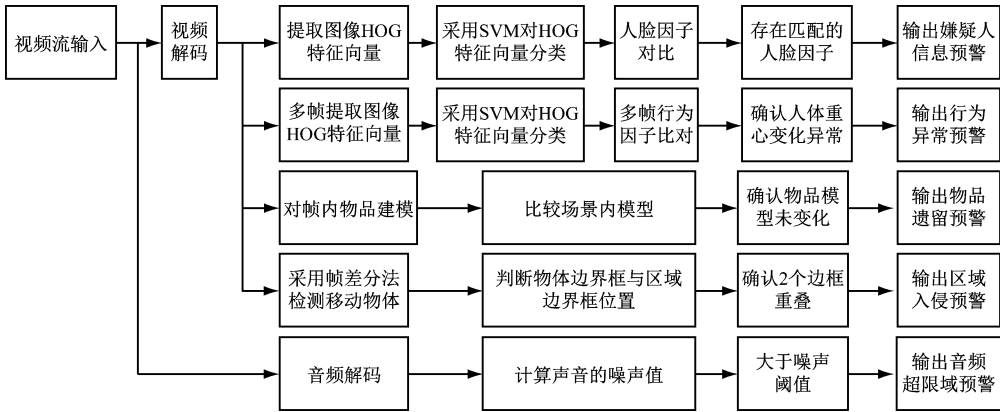 视频流输入
视频
解码
提取图像HOG
特征向量
采用SVM对HOG
特征向量分类
人脸因子
对比
存在匹配的
人脸因子
输出嫌疑人
信息预警
多帧提取图像
HOG特征向量
采用SVM对HOG
特征向量分类
多帧行为
因子比对
确认人体重
心变化异常
输出行为
异常预警
对帧内物品建模
比较场景内模型
确认物品模
型未变化
输出物品
遗留预警
采用帧差分法
检测移动物体
判断物体边界框与区域
边界框位置
确认2个边框
重叠
输出区域
入侵预警
音频解码
计算声音的噪声值
大于噪声
阈值
输出音频
超限域预警